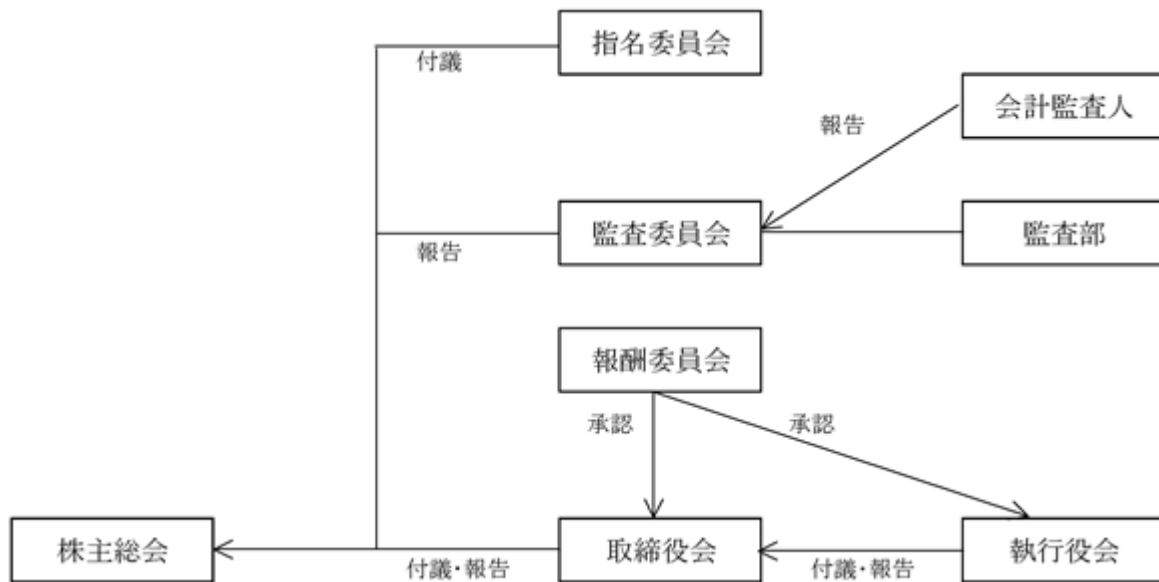 指名委員会
付議
会計監査人
報告
監査委員会
監査部
報告
報酬委員会
承認
承認
株主総会
取締役会
執行役会
付議・報告
付議・報告